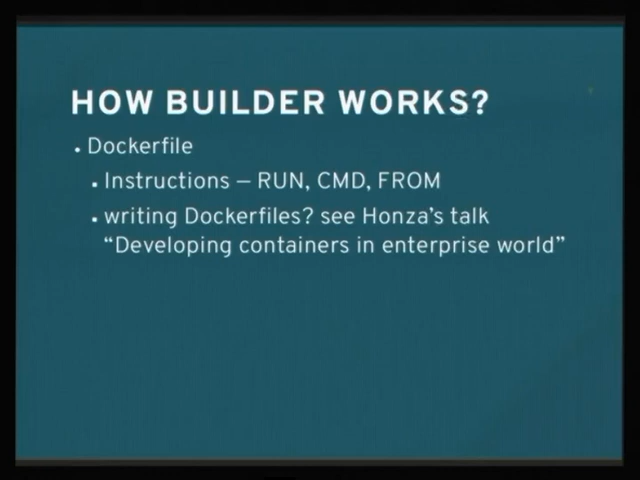 HOW BUILDER WORKS?
• Dockerfile
• Instructions – RUN, CMD, FROM
• writing Dockerfiles? see Honza's talk
“Developing containers in enterprise world”